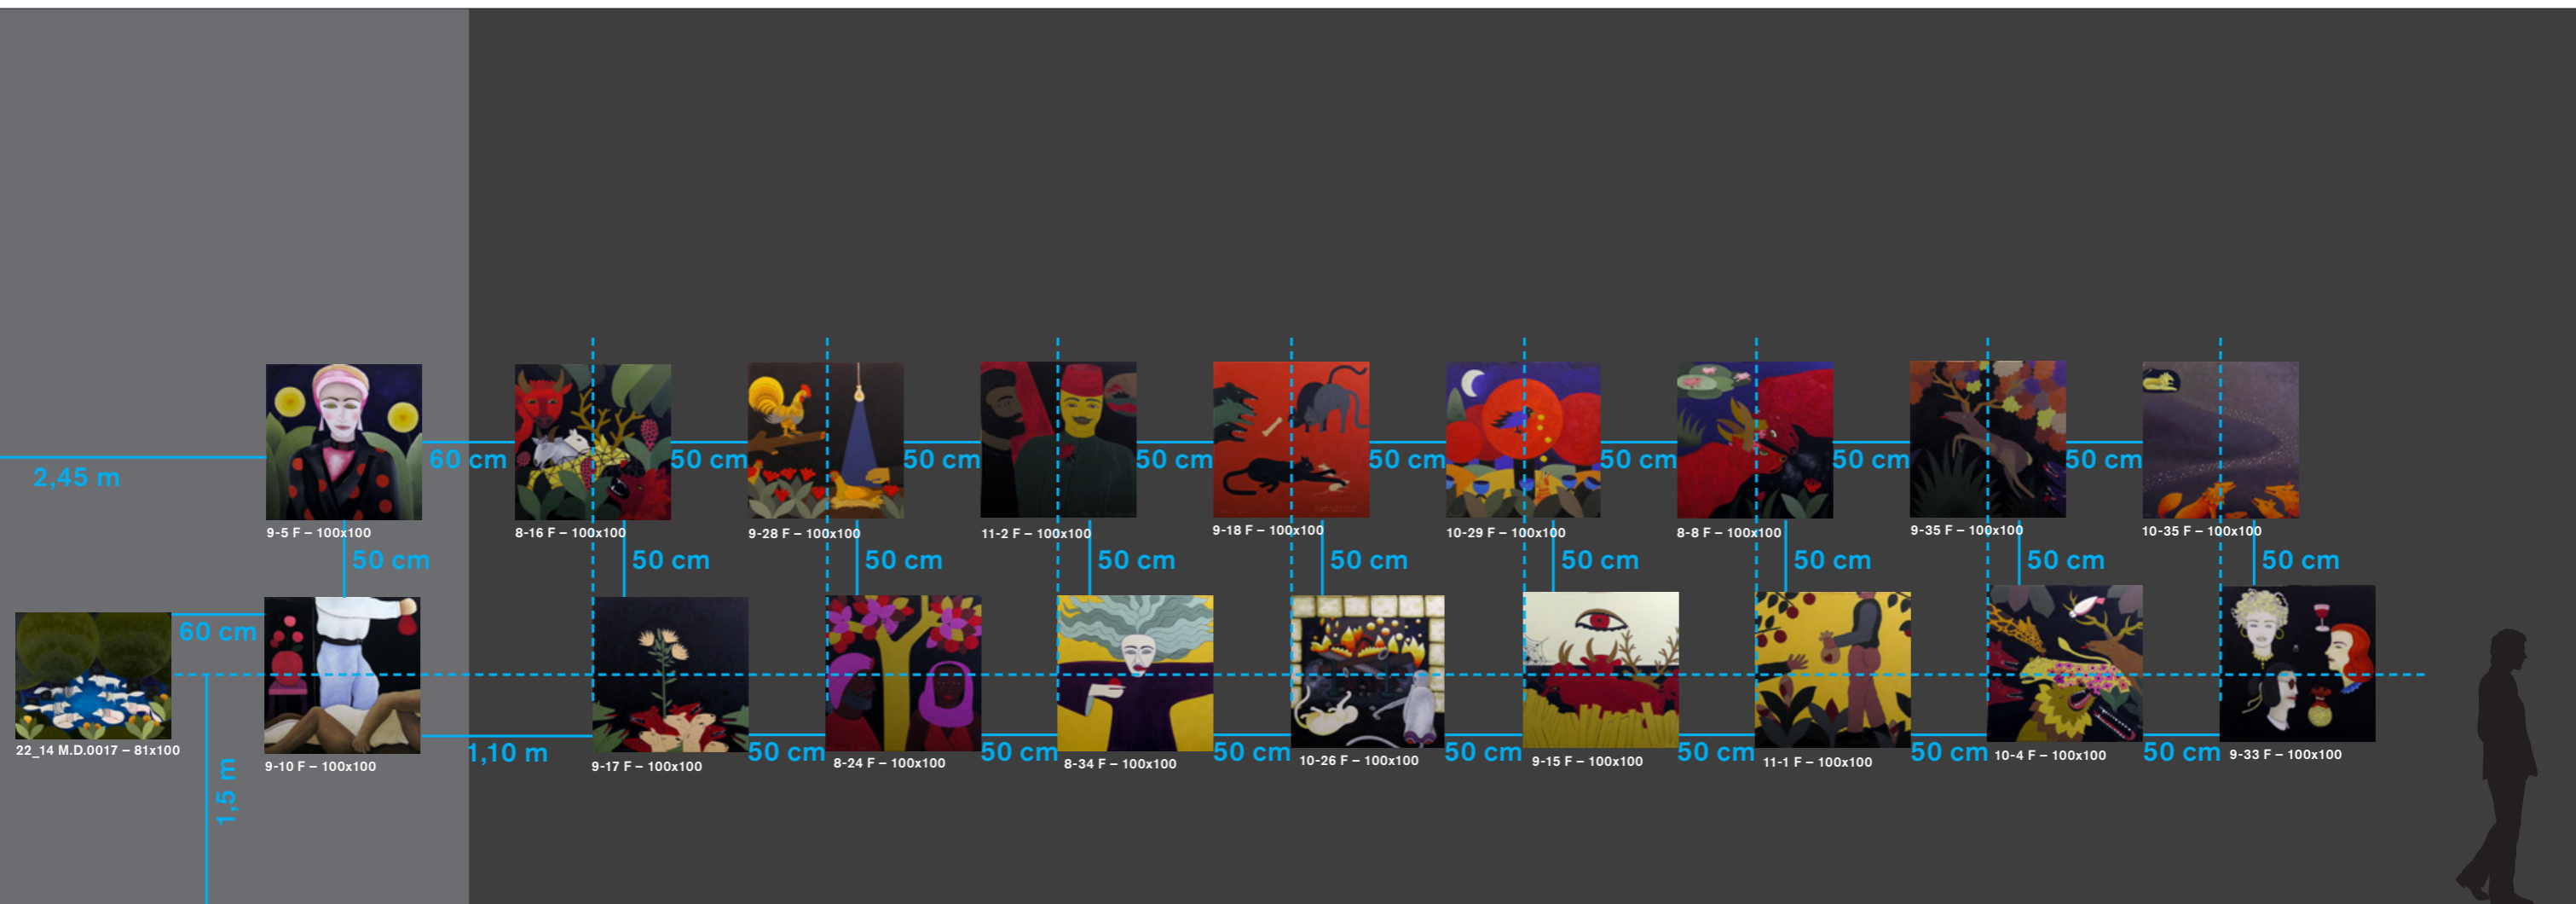 2,45 m
60 cm
50 cm
50 cm
50 cm
50 cm
50 cm
50 cm
50 cm
9-5 F – 100x100
8-16 F – 100x100
9-28 F – 100x100
11-2 F – 100x100
9-18 F – 100x100
10-29 F – 100x100
8-8 F – 100x100
9-35 F – 100x100
10-35 F – 100x100
50 cm
50 cm
50 cm
50 cm
50 cm
50 cm
50 cm
50 cm
50 cm
60 cm
22_14 M.D.0017 – 81x100
1,10 m
50 cm
50 cm
50 cm
50 cm
50 cm
50 cm
50 cm
9-10 F – 100x100
9-17 F – 100x100
8-24 F – 100x100
8-34 F – 100x100
10-26 F – 100x100
9-15 F – 100x100
11-1 F – 100x100
10-4 F – 100x100
9-33 F – 100x100
1,5 m